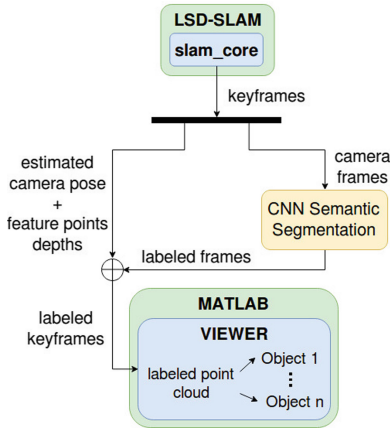 LSD-SLAM
slam_core
keyframes
estimated
camera pose
+
feature points
depths
camera
frames
CNN Semantic
Segmentation
labeled frames
labeled
keyframes
MATLAB
VIEWER
labeled point
cloud
Object 1
Object n